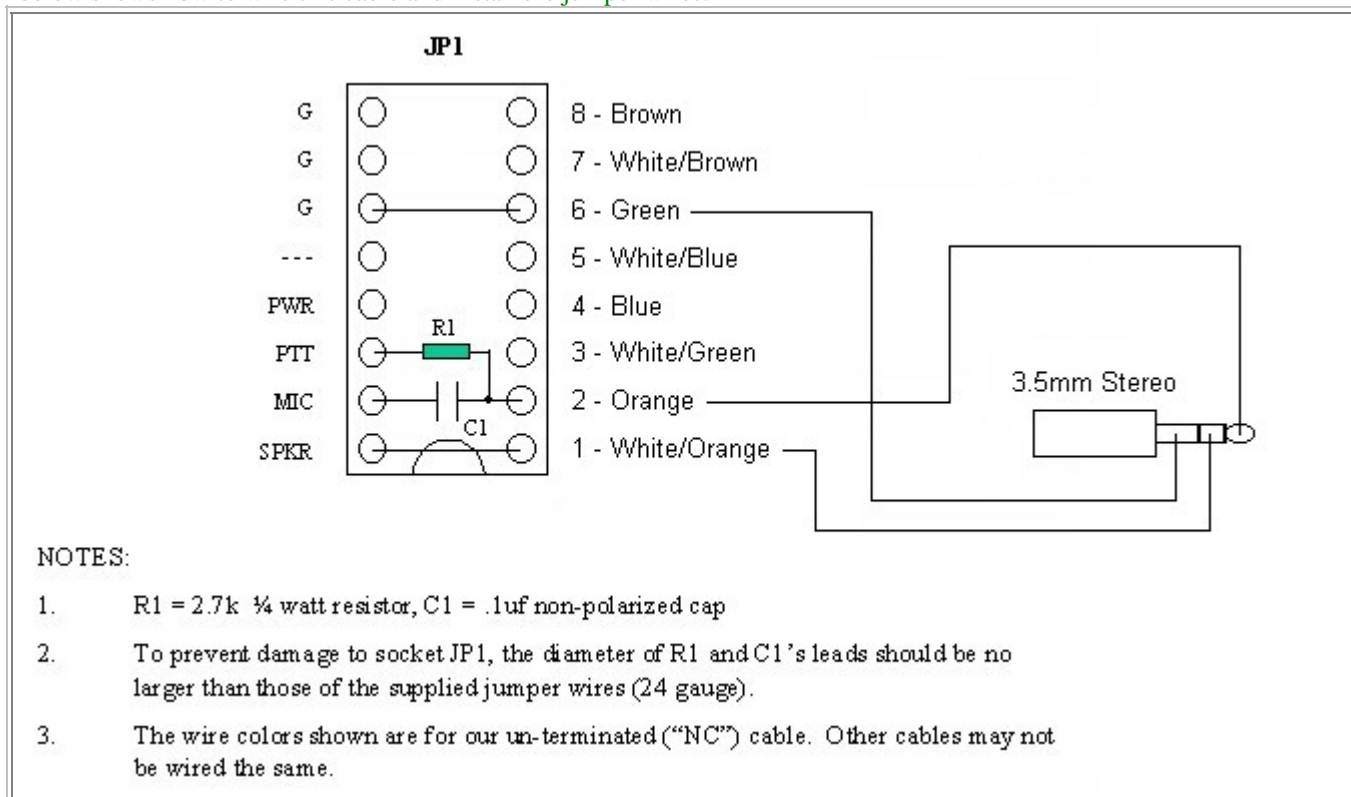 JP1
G 8 - Brown
G 7 - White/Brown
G 6 - Green
--- 5 - White/Blue
PWR 4 - Blue
R1
PTT 3 - White/Green
3.5mm Stereo
MIC 2 - Orange
C1
SPKR 1 - White/Orange
NOTES:
1. R1 = 2.7k ¼ watt resistor, C1 = .1uf non-polarized cap
2. To prevent damage to socket JP1, the diameter of R1 and C1's leads should be no
larger than those of the supplied jumper wires (24 gauge).
3. The wire colors shown are for our un-terminated (“NC”) cable. Other cables may not
be wired the same.